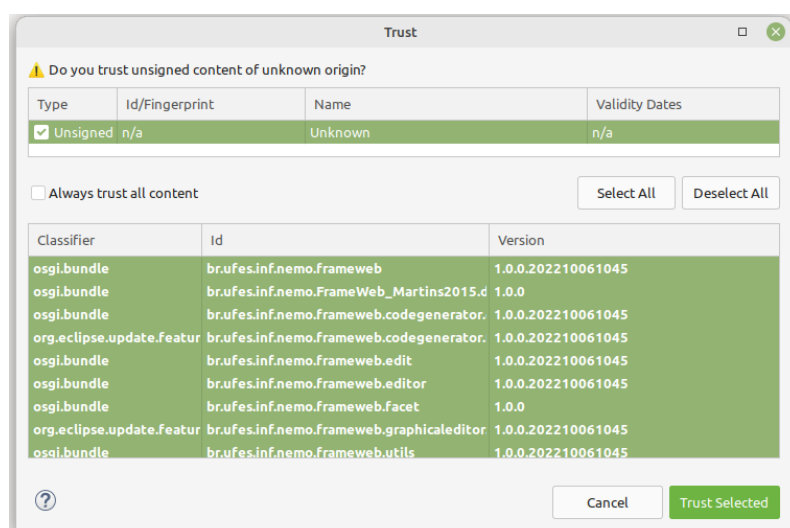 Trust
Do you trust unsigned content of unknown origin?
Type Id/Fingerprint Name Validity Dates
Unsigned n/a Unknown n/a
Always trust all content Select All Deselect All
Classifier Id Version
osgi.bundle br.ufes.inf.nemo.frameweb 1.0.0.202210061045
osgi.bundle br.ufes.inf.nemo.FrameWeb_Martins2015.d 1.0.0
osgi.bundle br.ufes.inf.nemo.frameweb.codegenerator. 1.0.0.202210061045
org.eclipse.update.featur br.ufes.inf.nemo.frameweb.codegenerator. 1.0.0.202210061045
osgi.bundle br.ufes.inf.nemo.frameweb.edit 1.0.0.202210061045
osgi.bundle br.ufes.inf.nemo.frameweb.editor 1.0.0.202210061045
osgi.bundle br.ufes.inf.nemo.frameweb.facet 1.0.0
org.eclipse.update.featur br.ufes.inf.nemo.frameweb.graphicaleditor 1.0.0.202210061045
osgi.bundle br.ufes.inf.nemo.frameweb.utils 1.0.0.202210061045
? Cancel Trust Selected